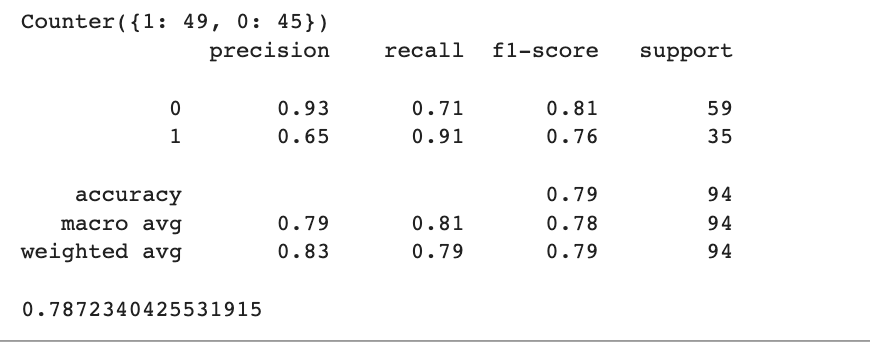 Counter({1: 49, 0: 45})
precision recall f1-score support
0 0.93 0.71 0.81 59
1 0.65 0.91 0.76 35
accuracy 0.79 94
macro avg 0.79 0.81 0.78 94
weighted avg 0.83 0.79 0.79 94
0.7872340425531915